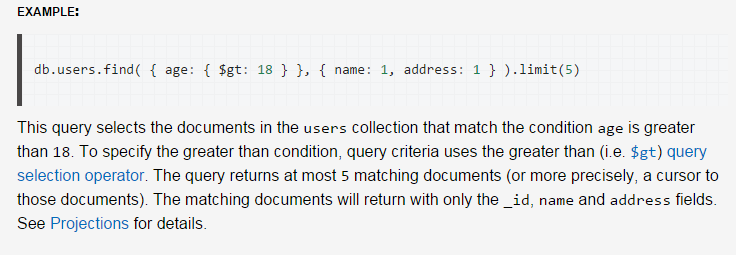 EXAMPLE:
db.users.find( { age: { $gt: 18 } }, { name: 1, address: 1 } ).limit(5)
This query selects the documents in the users collection that match the condition age is greater
than 18. To specify the greater than condition, query criteria uses the greater than (i.e. $gt) query
selection operator. The query returns at most 5 matching documents (or more precisely, a cursor to
those documents). The matching documents will return with only the _id, name and address fields.
See Projections for details.